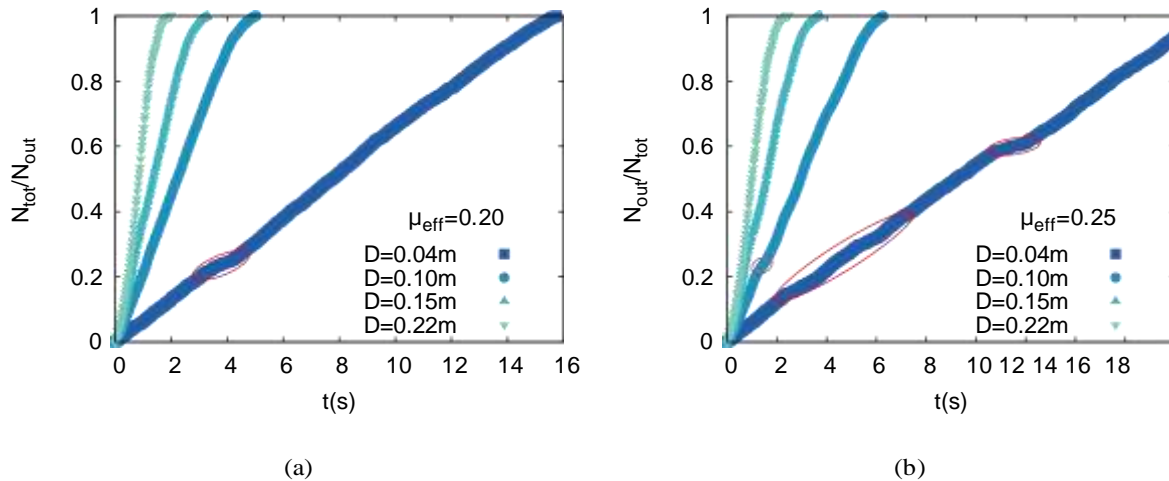 1
0.8
0.6
0.4
0.2
0
N_tot/N_out
μ_eff=0.20
D=0.04m
D=0.10m
D=0.15m
D=0.22m
0 2 4 6 8 10 12 14 16
t(s)
(a)
1
0.8
0.6
0.4
0.2
0
N_out/N_tot
μ_eff=0.25
D=0.04m
D=0.10m
D=0.15m
D=0.22m
0 2 4 6 8 10 12 14 16 18
t(s)
(b)